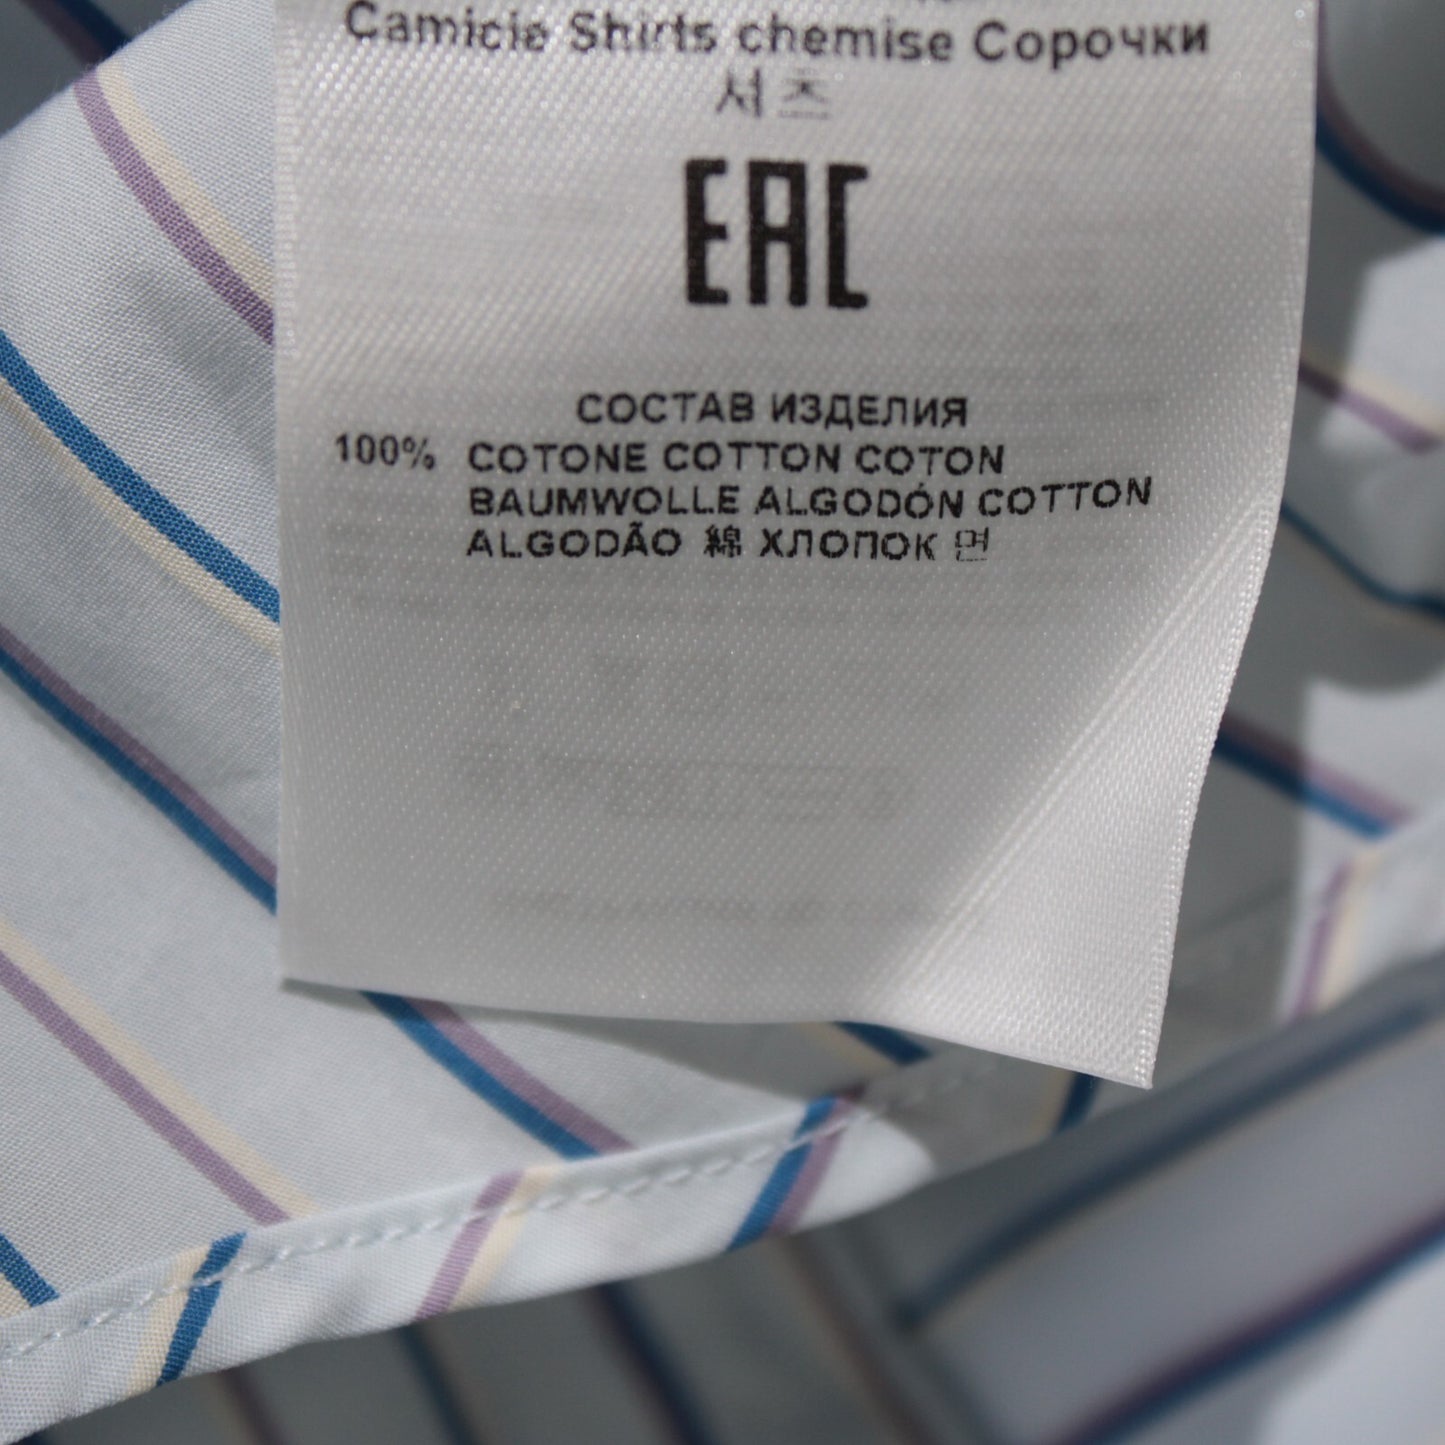 Camicie Shirts chemise Сорочки
셔츠
EAC
СОСТАВ ИЗДЕЛИЯ
100% COTONE COTTON COTON
BAUMWOLLE ALGODÓN COTTON
ALGODÃO 綿 ХЛОПОК 면